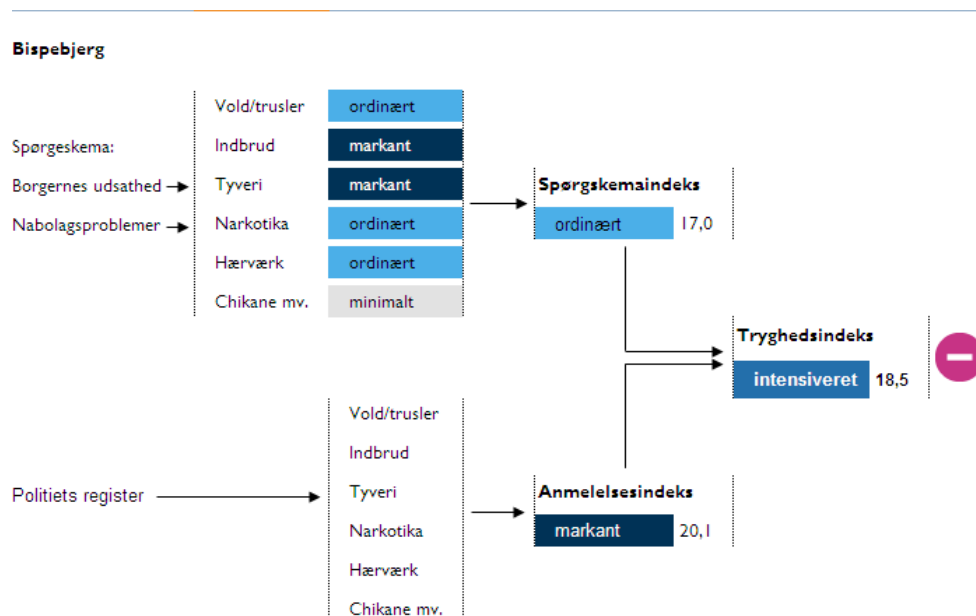 Bispebjerg
Vold/trusler ordinært
Spørgeskema: Indbrud markant
Borgernes udsathed Tyveri markant
Nabolagsproblemer Narkotika ordinært
Hærværk ordinært
Chikane mv. minimalt
Spørgskemaindeks
ordinært 17,0
Tryghedsindeks
intensiveret 18,5
Politiets register
Vold/trusler
Indbrud
Tyveri
Narkotika
Hærværk
Chikane mv.
Anmelelsesindeks
markant 20,1